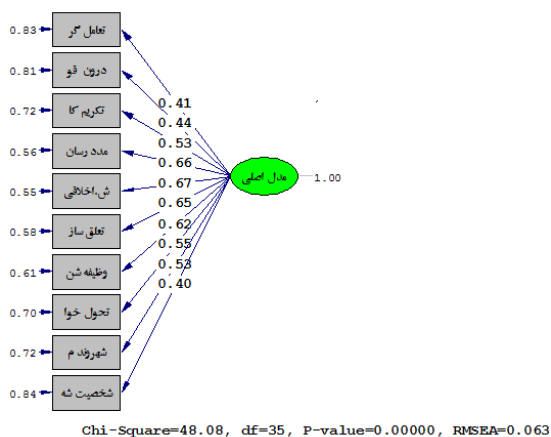 0.83 تعامل گر
0.81 درون قو
0.72 تکریم کا
0.56 مدد رسان
0.55 ش.اخلاقی
0.58 تعلق ساز
0.61 وظیفه شن
0.70 تحول خوا
0.72 شهروند م
0.84 شخصیت شه
0.41
0.44
0.53
0.66
0.67
0.65
0.62
0.55
0.53
0.40
مدل اصلی 1.00
Chi-Square=48.08, df=35, P-value=0.00000, RMSEA=0.063